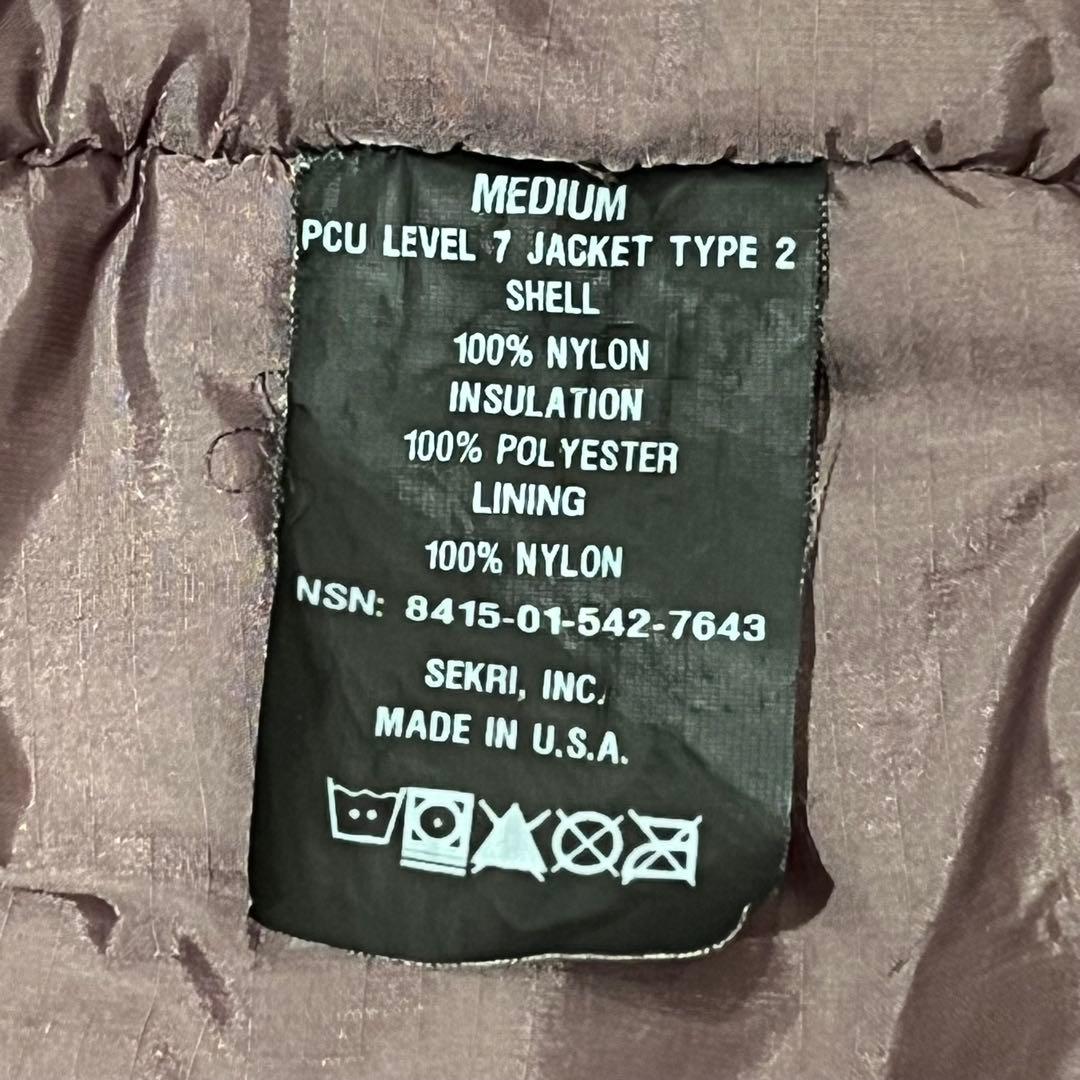 MEDIUM
PCU LEVEL 7 JACKET TYPE 2
SHELL
100% NYLON
INSULATION
100% POLYESTER
LINING
100% NYLON
NSN: 8415-01-542-7643
SEKRI, INC.
MADE IN U.S.A.